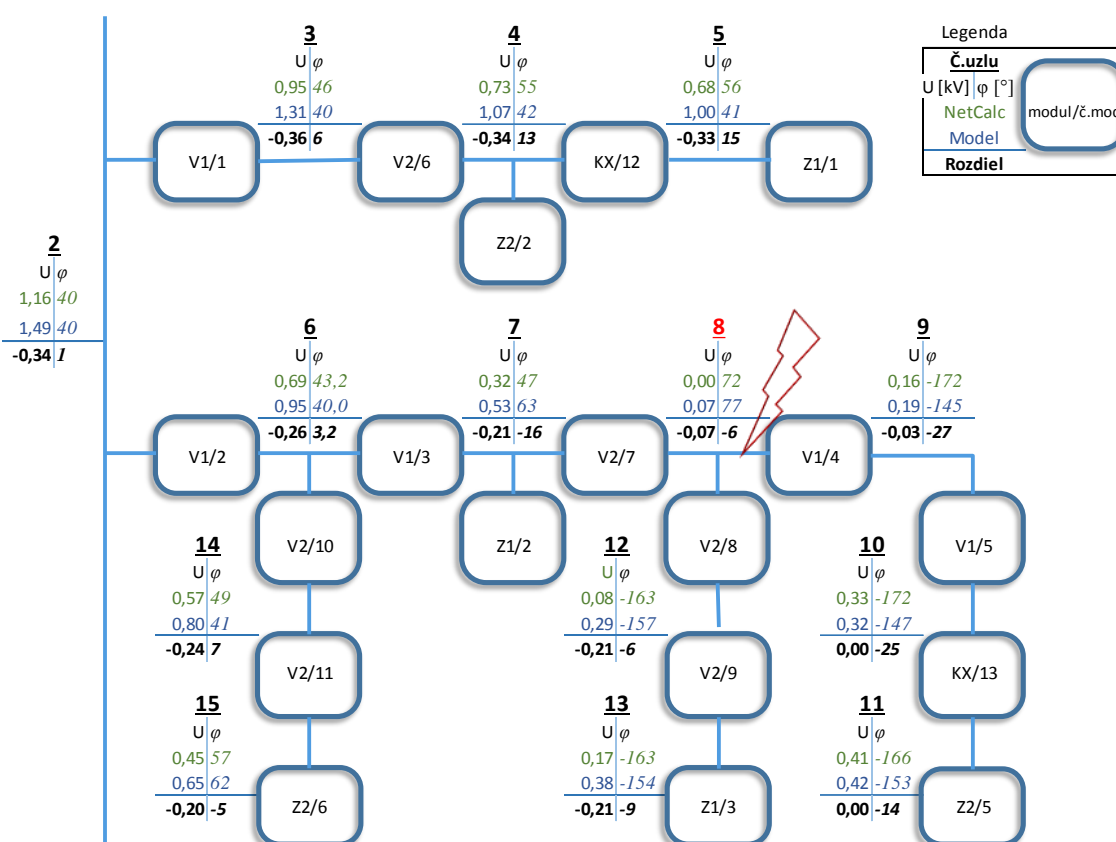 3
U φ
0,95 46
1,31 40
-0,36 6
4
U φ
0,73 55
1,07 42
-0,34 13
5
U φ
0,68 56
1,00 41
-0,33 15
Legenda
Č.uzlu
U [kV] φ [°]
NetCalc
Model
Rozdiel
modul/č.mod
V1/1
V2/6
KX/12
Z1/1
Z2/2
2
U φ
1,16 40
1,49 40
-0,34 1
6
U φ
0,69 43,2
0,95 40,0
-0,26 3,2
7
U φ
0,32 47
0,53 63
-0,21 -16
8
U φ
0,00 72
0,07 77
-0,07 -6
9
U φ
0,16 -172
0,19 -145
-0,03 -27
V1/2
V1/3
V2/7
V1/4
V2/10
Z1/2
V2/8
V1/5
14
U φ
0,57 49
0,80 41
-0,24 7
12
U φ
0,08 -163
0,29 -157
-0,21 -6
10
U φ
0,33 -172
0,32 -147
0,00 -25
V2/11
V2/9
KX/13
15
U φ
0,45 57
0,65 62
-0,20 -5
13
U φ
0,17 -163
0,38 -154
-0,21 -9
11
U φ
0,41 -166
0,42 -153
0,00 -14
Z2/6
Z1/3
Z2/5